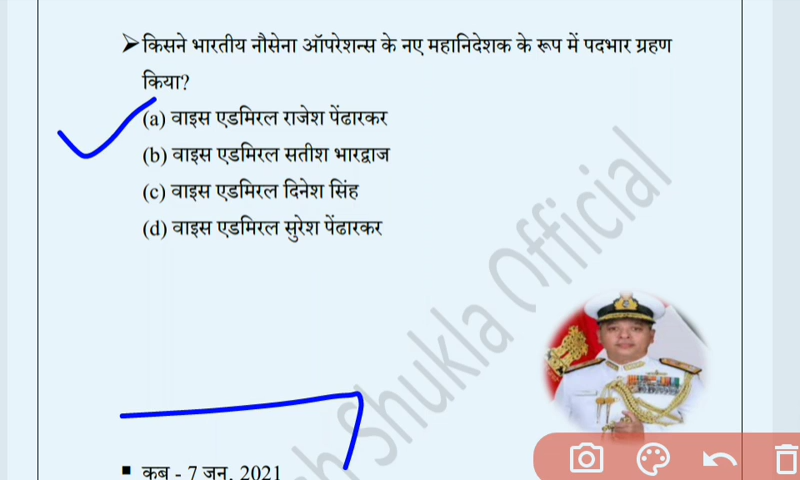 ➤किसने भारतीय नौसेना ऑपरेशन्स के नए महानिदेशक के रूप में पदभार ग्रहण
किया?
(a) वाइस एडमिरल राजेश पेंढारकर
(b) वाइस एडमिरल सतीश भारद्वाज
(c) वाइस एडमिरल दिनेश सिंह
(d) वाइस एडमिरल सुरेश पेंढारकर
sh Shukla Official
▪ कब - 7 जून, 2021